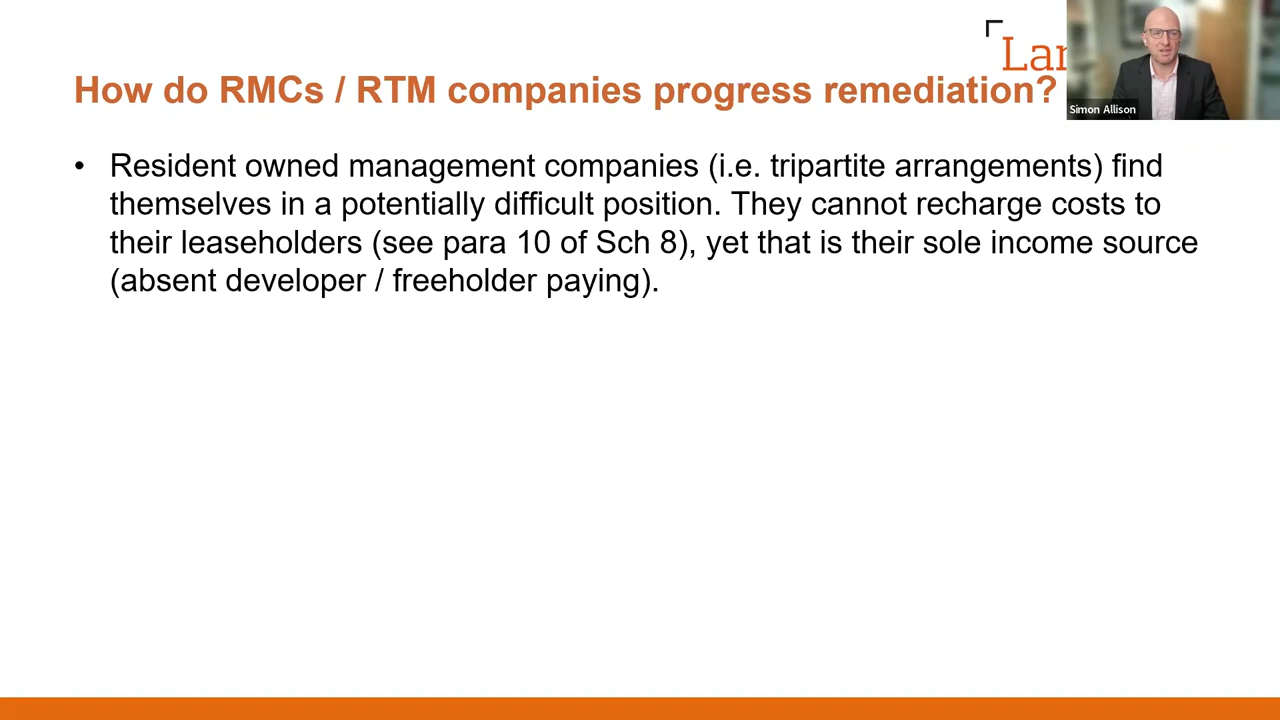 How do RMCs / RTM companies progress remediation?
Simon Allison
• Resident owned management companies (i.e. tripartite arrangements) find
themselves in a potentially difficult position. They cannot recharge costs to
their leaseholders (see para 10 of Sch 8), yet that is their sole income source
(absent developer / freeholder paying).